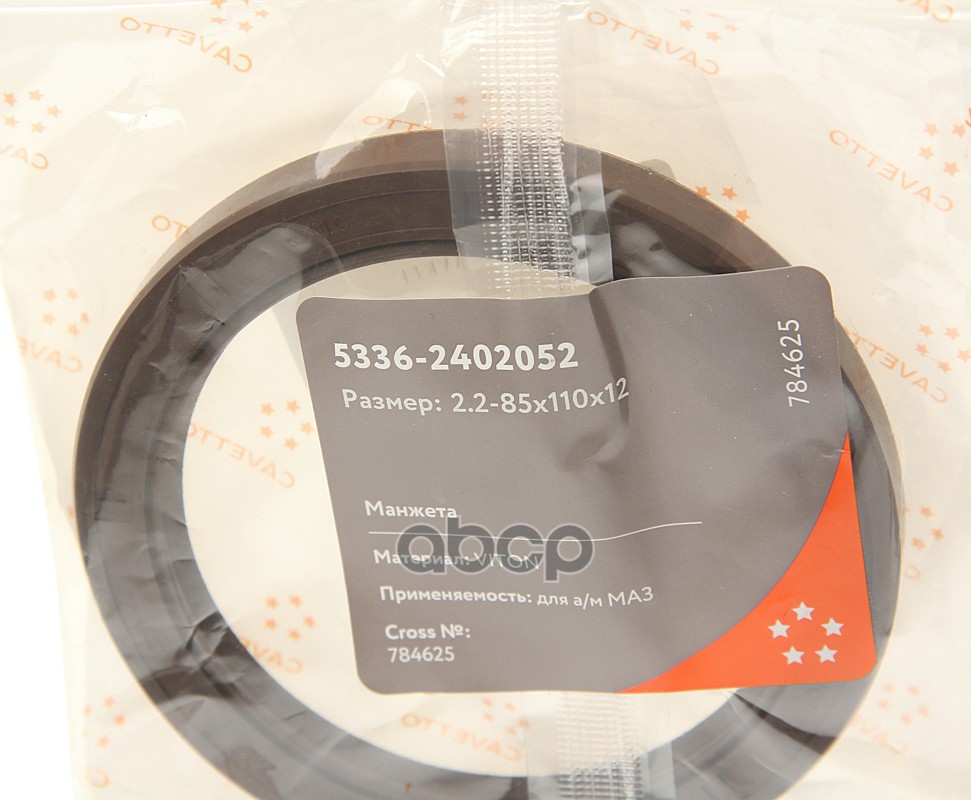 CAVETTO
CAVETTO
CAVETTO
CAVETTO
CAVETTO
5336-2402052
Размер: 2.2-85x110x12
784625
CAVETTO
Манжета
abcp
Материал: VITON
Применяемость: для а/м МАЗ
Cross №:
784625